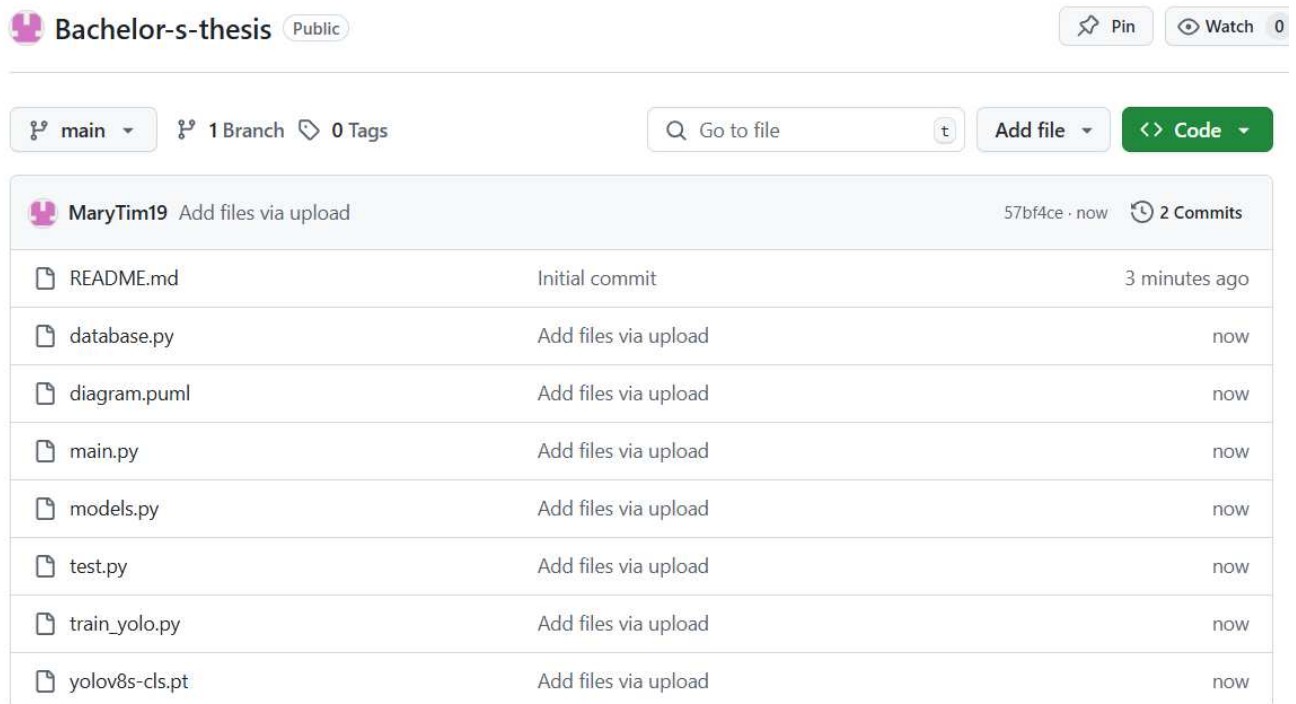 Bachelor-s-thesis Public Pin Watch 0
main 1 Branch 0 Tags Go to file t Add file Code
MaryTim19 Add files via upload 57bf4ce · now 2 Commits
README.md Initial commit 3 minutes ago
database.py Add files via upload now
diagram.puml Add files via upload now
main.py Add files via upload now
models.py Add files via upload now
test.py Add files via upload now
train_yolo.py Add files via upload now
yolov8s-cls.pt Add files via upload now